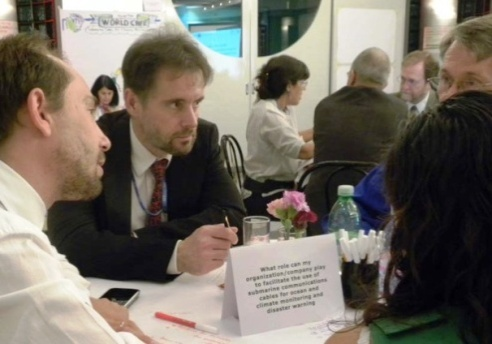 WORLD CAFE
What role can my
organization/company play
to facilitate the use of
submarine communications
cables for ocean and
climate monitoring and
disaster warning